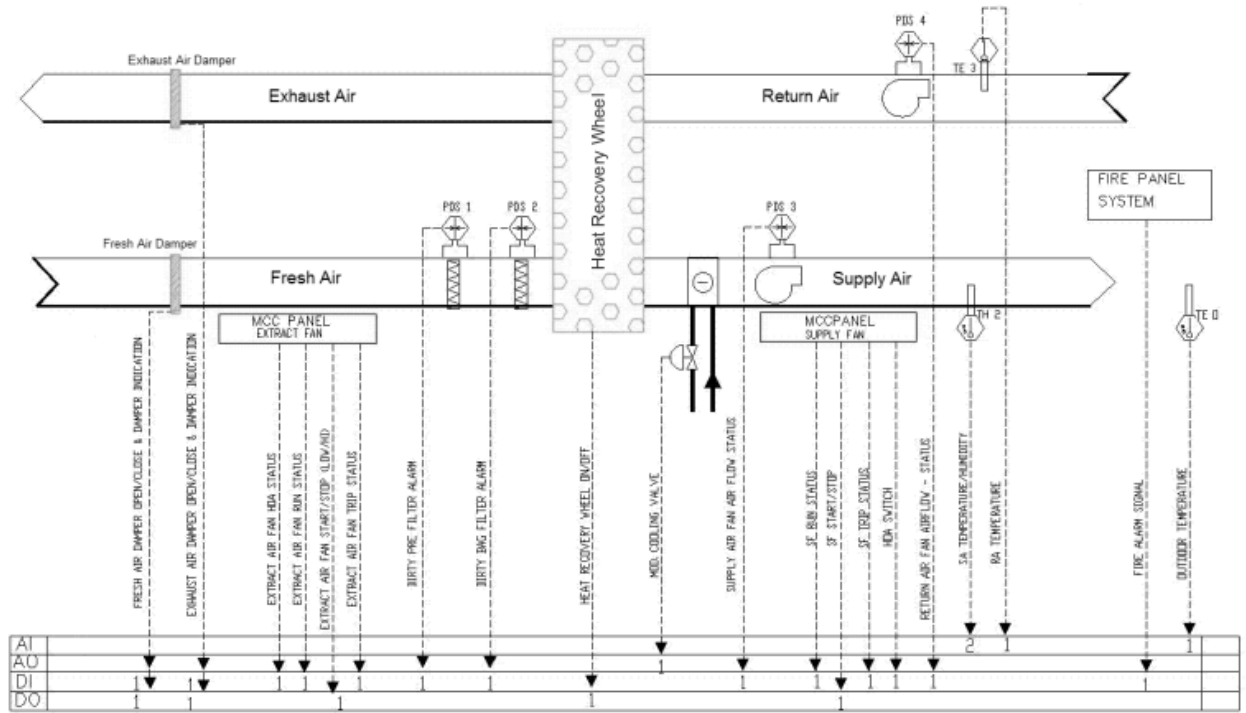 PDS 4
Exhaust Air Damper
TE 3
Exhaust Air
Return Air
Heat Recovery Wheel
FIRE PANEL
SYSTEM
PDS 1
PDS 2
PDS 3
Fresh Air Damper
Fresh Air
Supply Air
MCC PANEL
EXTRACT FAN
MCCPANEL
SUPPLY FAN
TH 2
TE 0
FRESH AIR DAMPER OPEN/CLOSE & DAMPER INDICATION
EXHAUST AIR DAMPER OPEN/CLOSE & DAMPER INDICATION
EXTRACT AIR FAN HOA STATUS
EXTRACT AIR FAN RUN STATUS
EXTRACT AIR FAN START/STOP (LOW/HI)
EXTRACT AIR FAN TRIP STATUS
DIRTY PRE FILTER ALARM
DIRTY BAG FILTER ALARM
HEAT RECOVERY WHEEL ON/OFF
MOD. COOLING VALVE
SUPPLY AIR FAN AIR FLOW STATUS
SF RUN STATUS
SF START/STOP
SF TRIP STATUS
HOA SWITCH
RETURN AIR FAN AIRFLOW - STATUS
SA TEMPERATURE/HUMIDITY
RA TEMPERATURE
FIRE ALARM SIGNAL
OUTDOOR TEMPERATURE
AI 2 1 1
AO 1
DI 1 1 1 1 1 1 1 1 1 1 1 1 1
DO 1 1 1 1 1